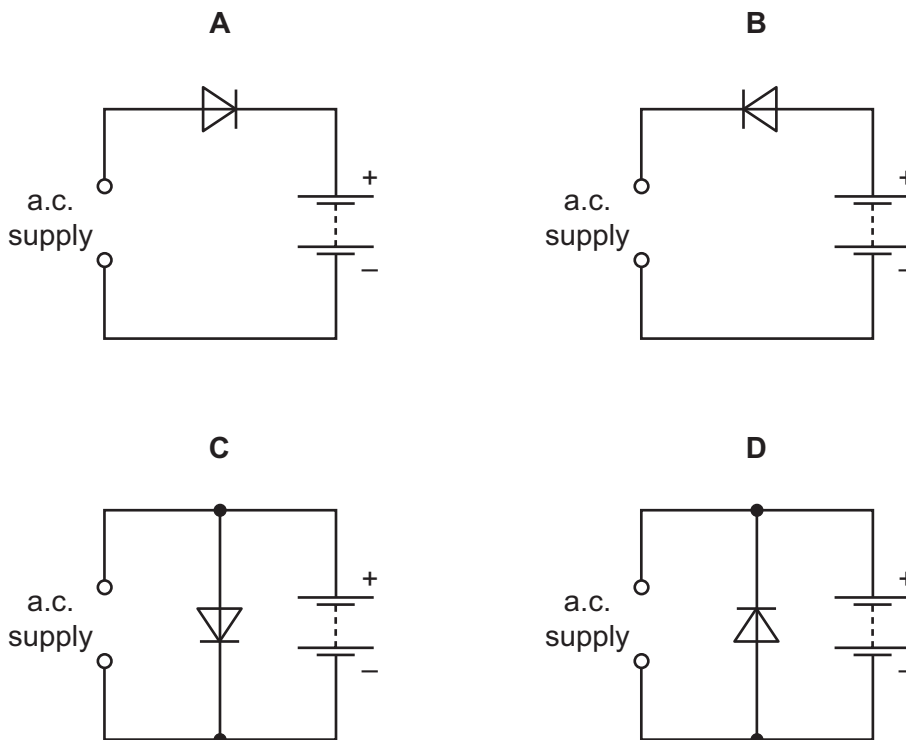 A
B
a.c.
supply
+
–
a.c.
supply
+
–
C
D
a.c.
supply
+
–
a.c.
supply
+
–